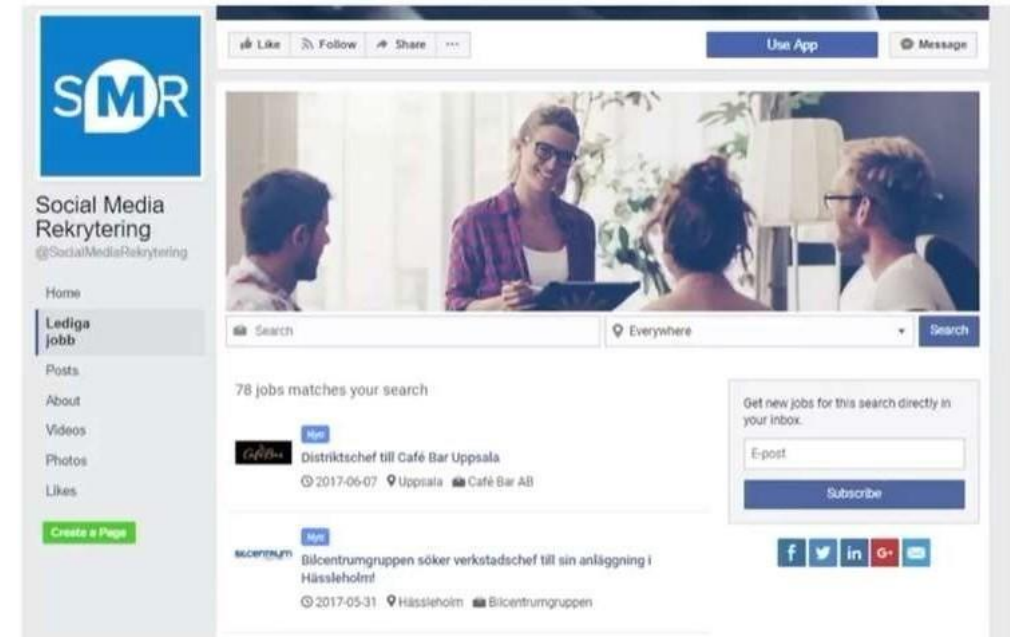 SMR
Social Media
Rekrytering
@SocialMediaRekrytering
Home
Lediga
jobb
Posts
About
Videos
Photos
Likes
Create a Page
Like Follow Share ...
Use App
Message
Search
Everywhere
Search
78 jobs matches your search
CaféBar
Distriktschef till Café Bar Uppsala
2017-06-07 Uppsala Café Bar AB
BILCENTRUM
Bilcentrumgruppen söker verkstadschef till sin anläggning i
Hässleholm!
2017-05-31 Hässleholm Bilcentrumgruppen
Get new jobs for this search directly in
your inbox.
E-post
Subscribe
f in G+